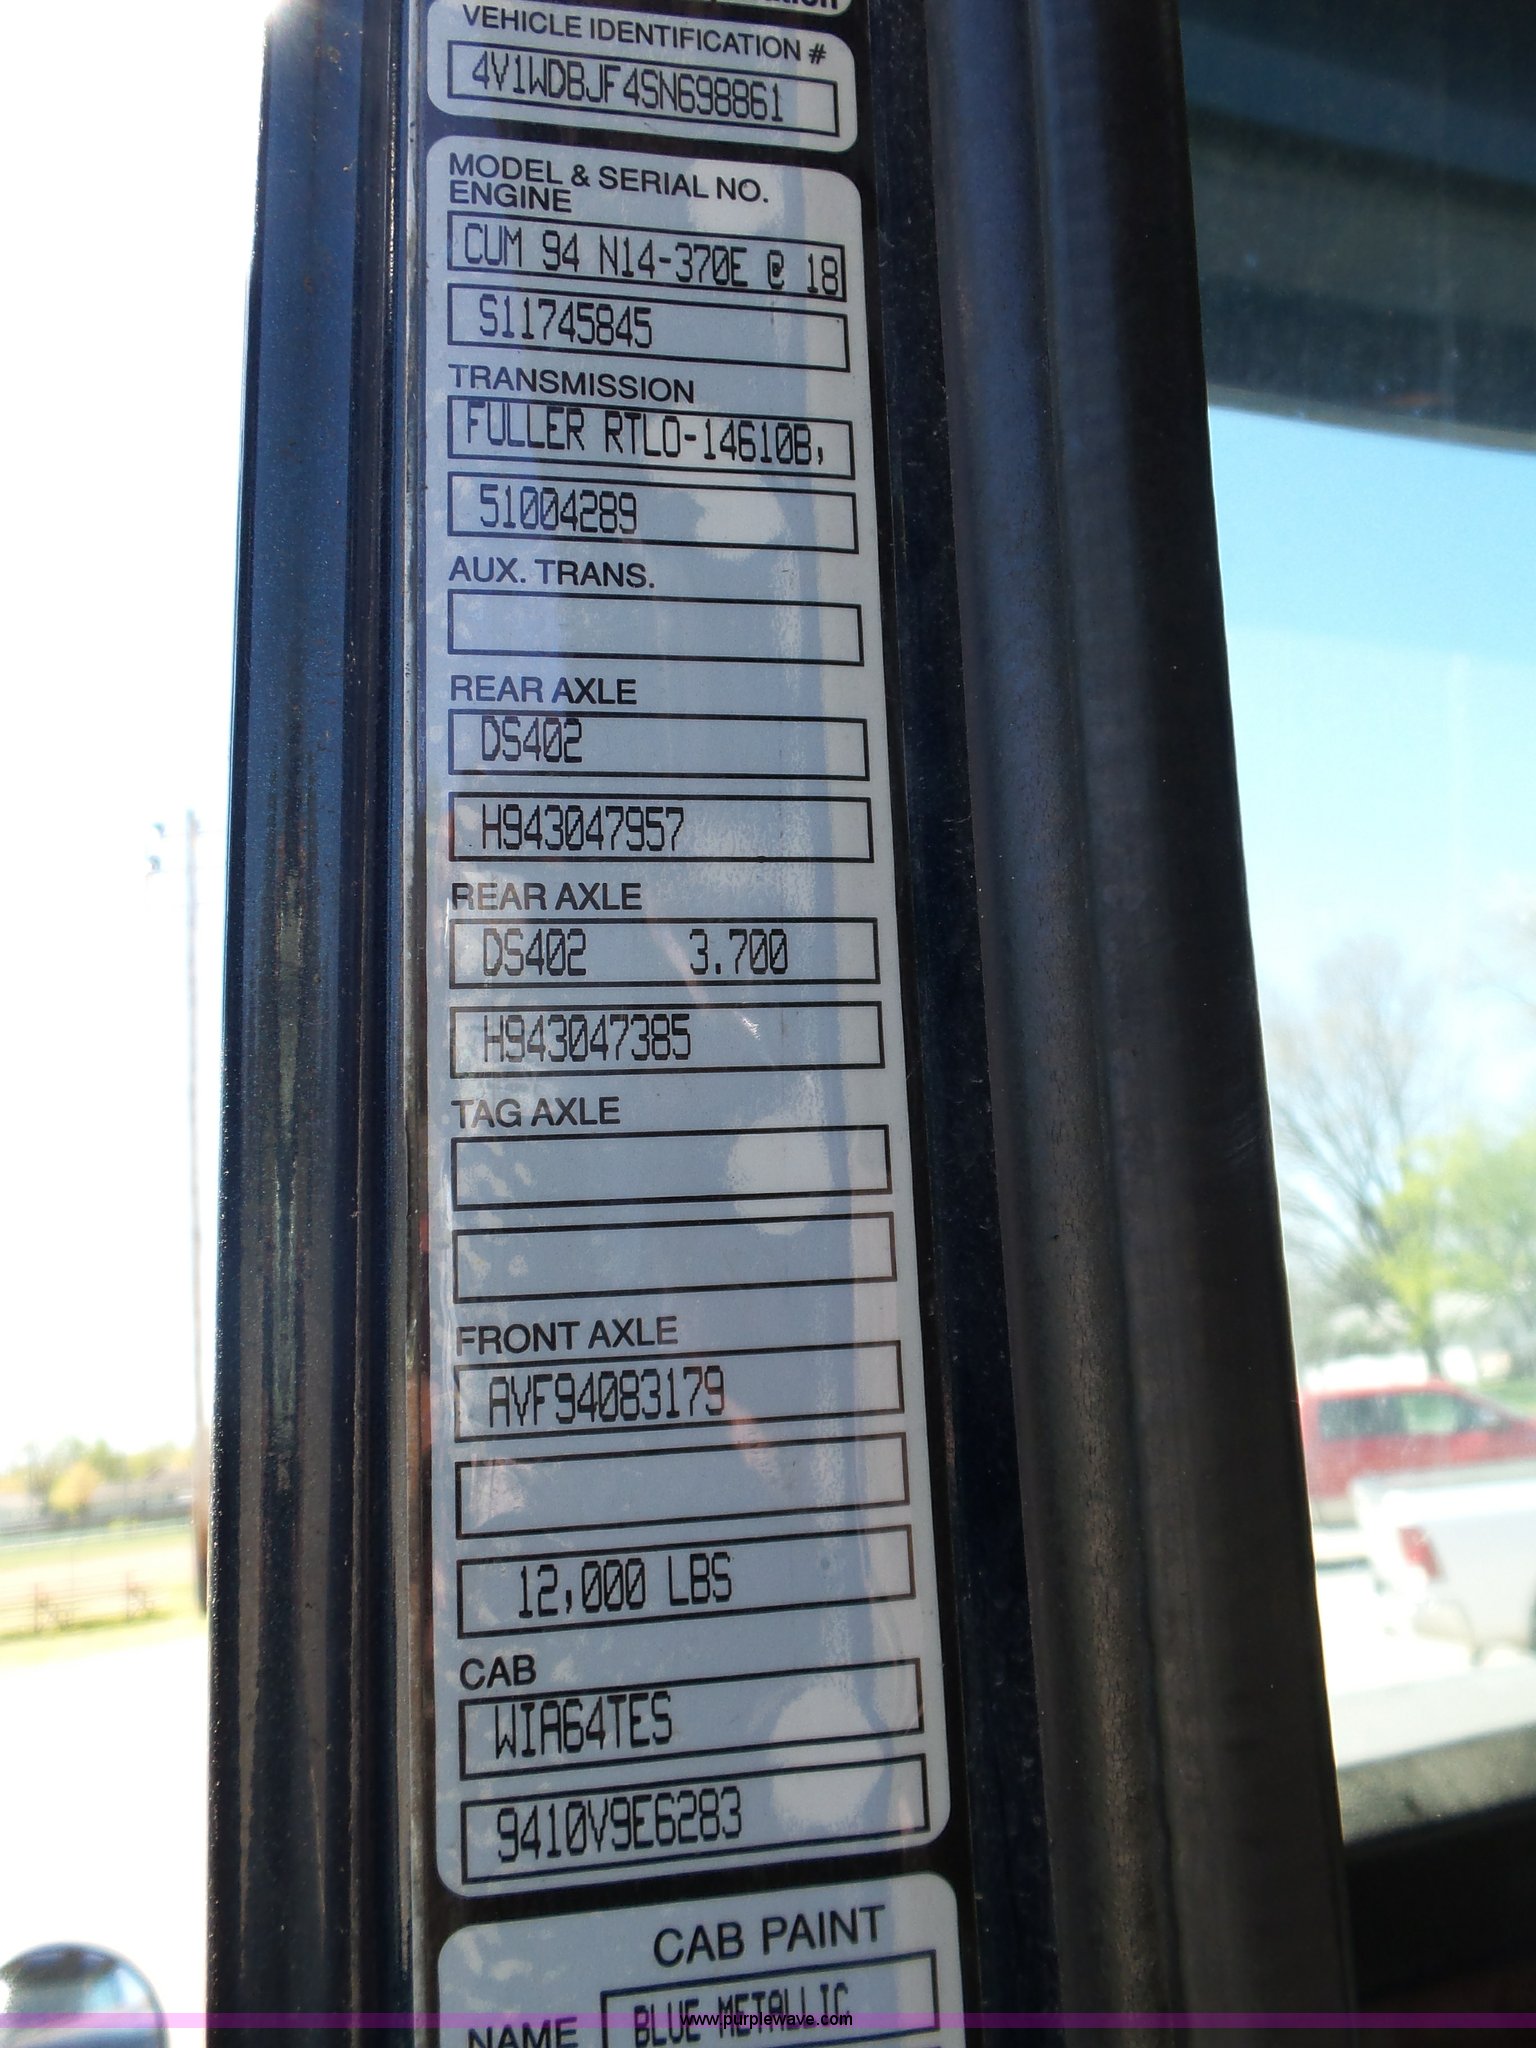 VEHICLE IDENTIFICATION #
4V1WDBJF4SN698861
MODEL & SERIAL NO.
ENGINE
CUM 94 N14-370E @ 18
S11745845
TRANSMISSION
FULLER RTLO-14610B,
S1004289
AUX. TRANS.
REAR AXLE
DS402
H943047957
REAR AXLE
DS402 3.700
H943047385
TAG AXLE
FRONT AXLE
AVF94083179
12,000 LBS
CAB
WIA64TES
9410V9E6283
CAB PAINT
NAME BLUE METALLIC
www.purplewave.com